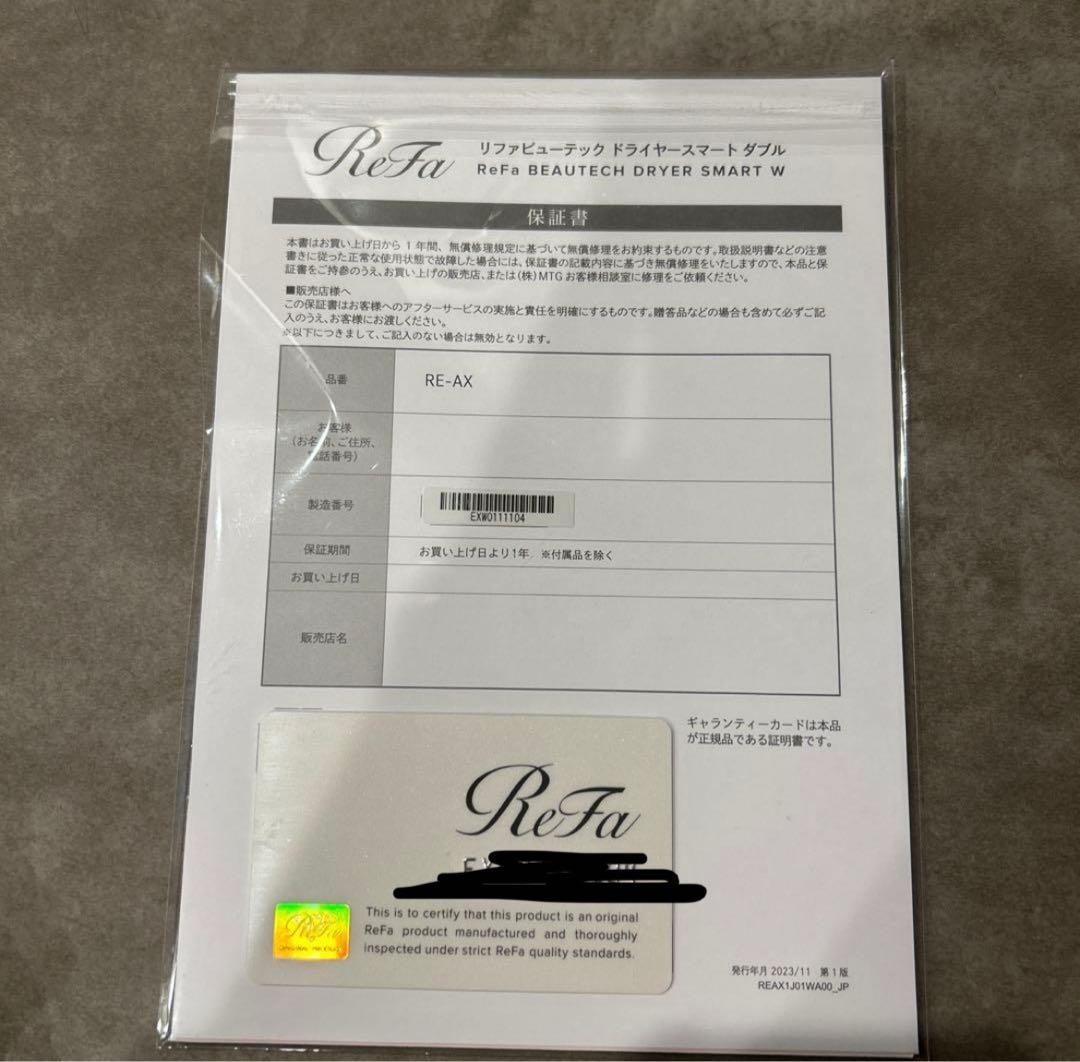 ReFa
リファビューテック ドライヤースマート ダブル
ReFa BEAUTECH DRYER SMART W
保証書
本書はお買い上げ日から 1 年間、無償修理規定に基づいて無償修理をお約束するものです。取扱説明書などの注意
書きに従った正常な使用状態で故障した場合には、保証書の記載内容に基づき無償修理をいたしますので、本品と保
証書をご持参のうえ、お買い上げの販売店、または(株)MTG お客様相談室に修理をご依頼ください。
■販売店様へ
この保証書はお客様へのアフターサービスの実施と責任を明確にするものです。贈答品などの場合も含めて必ずご記
入のうえ、お客様にお渡しください。
※以下につきまして、ご記入のない場合は無効となります。
品番
RE-AX
お客様
(お名前、ご住所、
電話番号)
製造番号
EXW0111104
保証期間
お買い上げ日より1年 ※付属品を除く
お買い上げ日
販売店名
ギャランティーカードは本品
が正規品である証明書です。
ReFa
EX
This is to certify that this product is an original
ReFa product manufactured and thoroughly
inspected under strict ReFa quality standards.
ReFa
発行年月 2023/11 第1版
REAX1J01WA00_JP